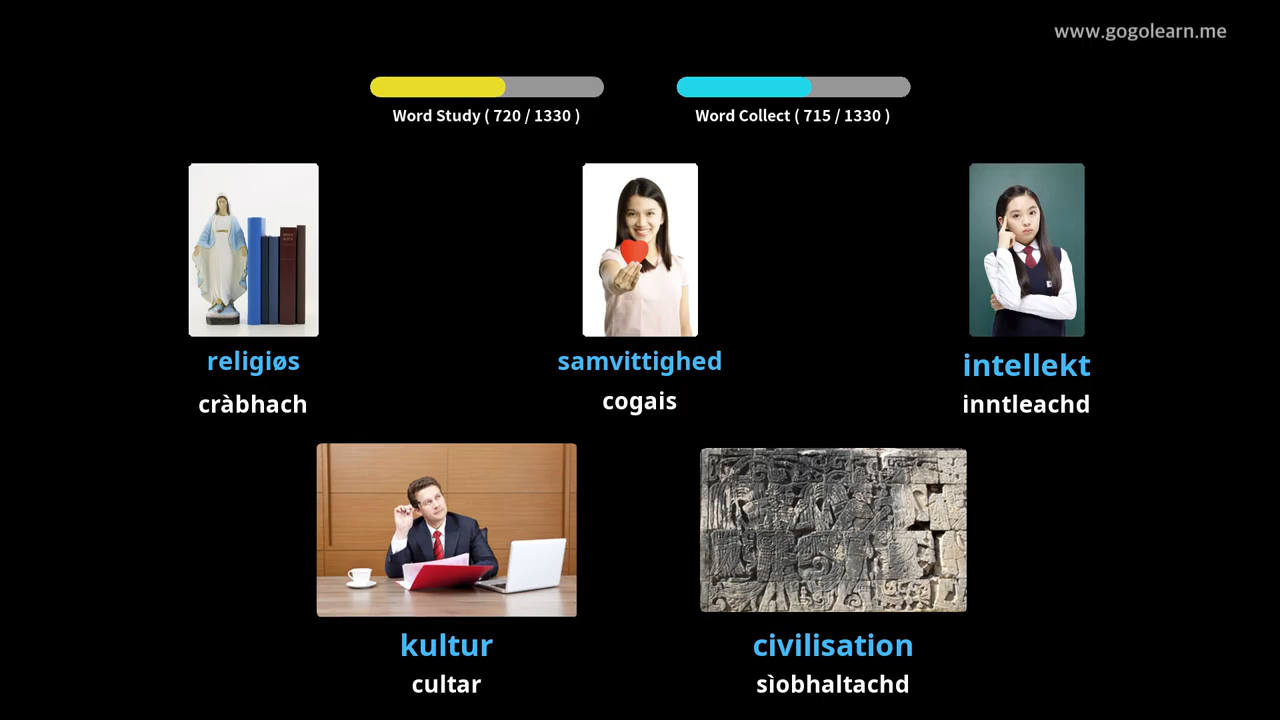 www.gogolearn.me
Word Study ( 720 / 1330 )
Word Collect ( 715 / 1330 )
religiøs
samvittighed
intellekt
cràbhach
cogais
inntleachd
kultur
civilisation
cultar
sìobhaltachd